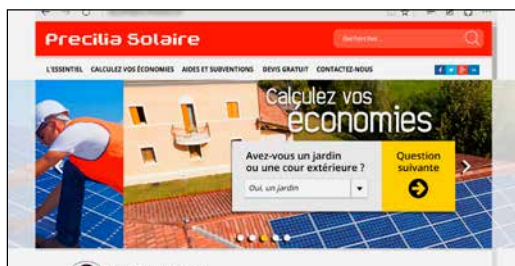 Precilia Solaire
Rechercher...
L'ESSENTIEL CALCULEZ VOS ÉCONOMIES AIDES ET SUBVENTIONS DEVIS GRATUIT CONTACTEZ-NOUS
Calculez vos
économies
Avez-vous un jardin
ou une cour extérieure ?
Oui, un jardin
Question
suivante